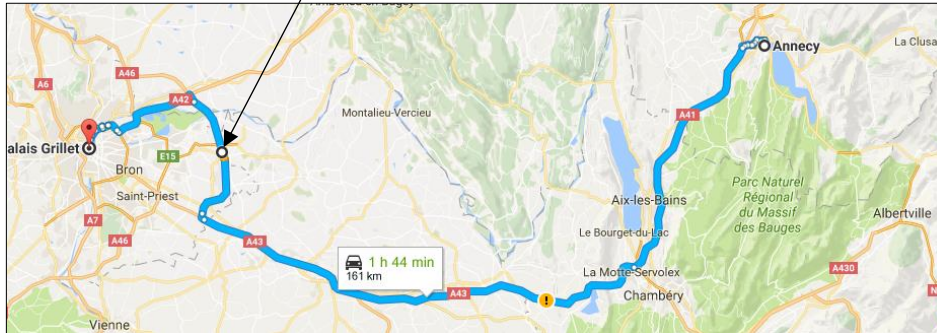 A46
A6
A42
alais Grillet
E15
Bron
Saint-Priest
A7
A46
A43
Vienne
Montalieu-Vercieu
1 h 44 min
161 km
A43
Annecy
La Clusa
A41
Parc Naturel
Régional
du Massif
des Bauges
Aix-les-Bains
Le Bourget-du-Lac
La Motte-Servolex
Chambéry
Albertville
A430
N